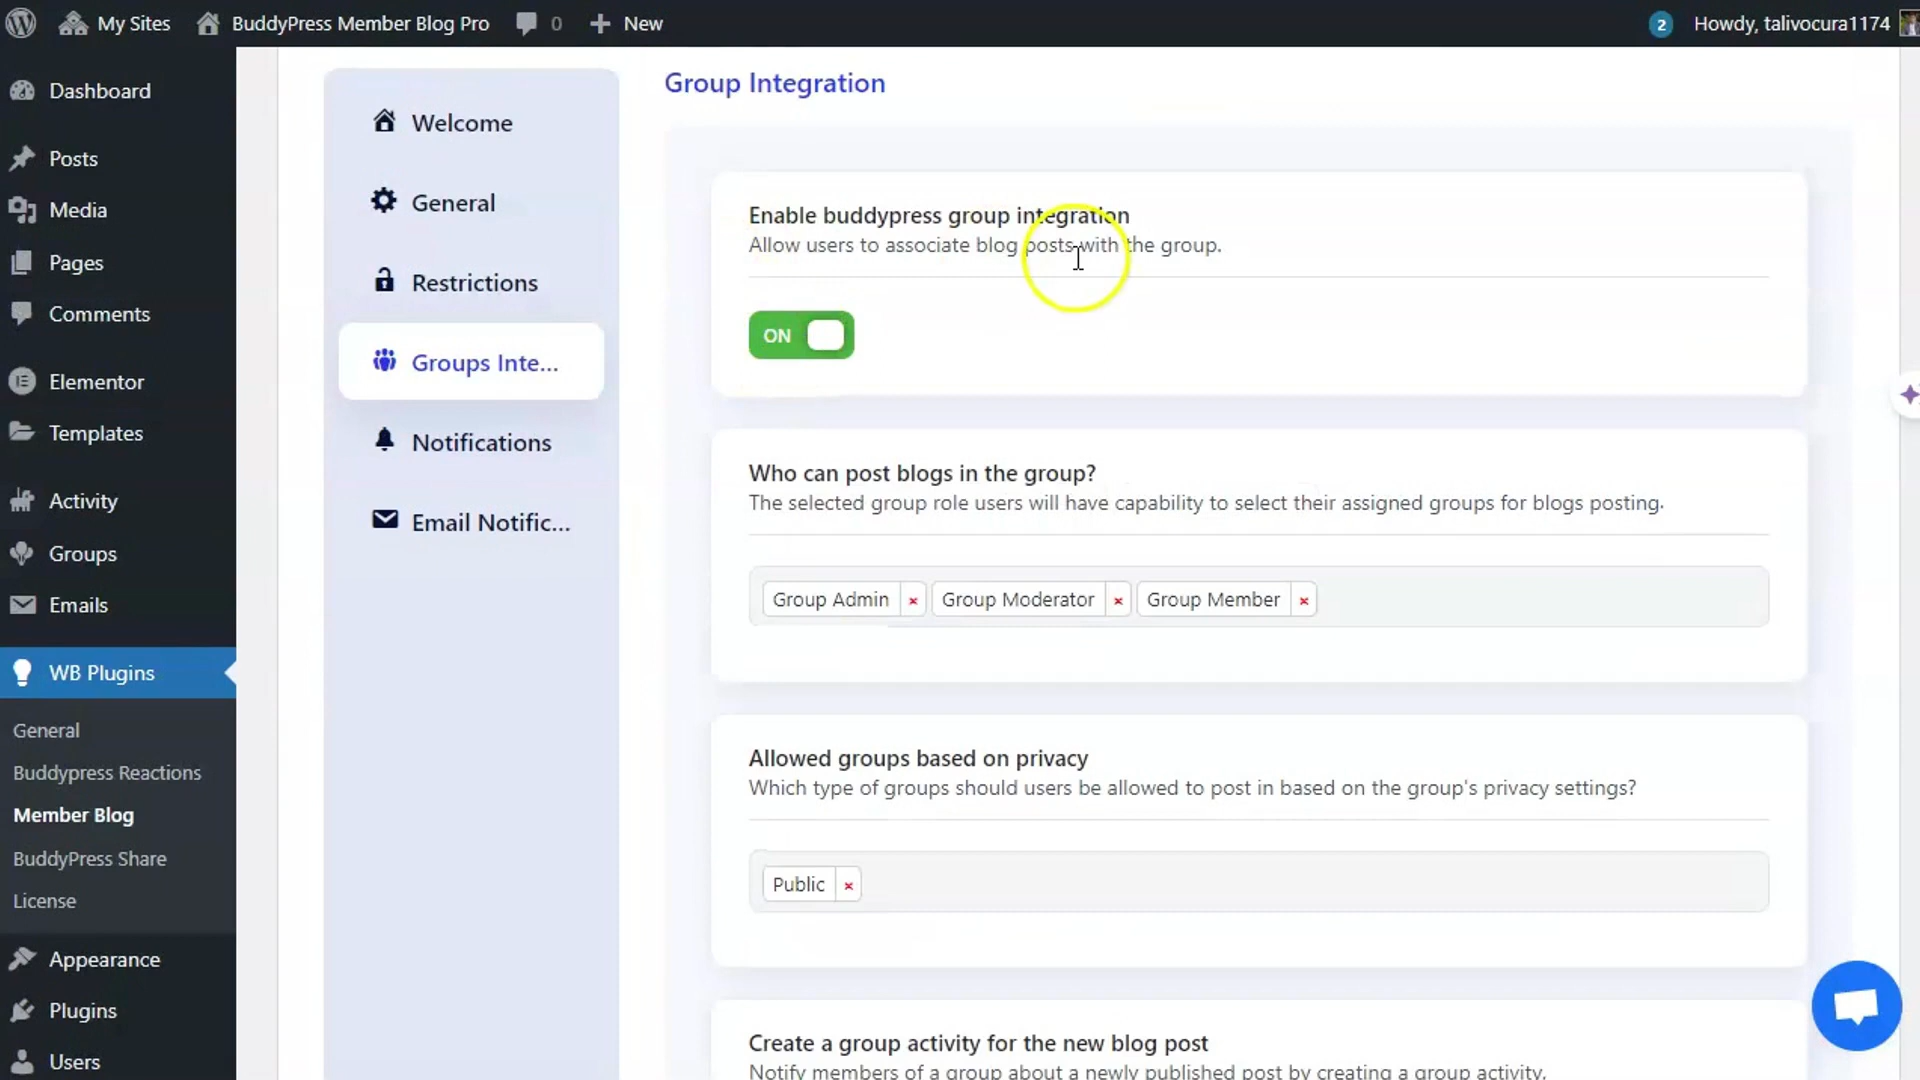 My Sites
BuddyPress Member Blog Pro
0
New
2
Howdy, talivocura1174
Dashboard
Posts
Media
Pages
Comments
Elementor
Templates
Activity
Groups
Emails
WB Plugins
General
Buddypress Reactions
Member Blog
BuddyPress Share
License
Appearance
Plugins
Users
Welcome
General
Restrictions
Groups Inte...
Notifications
Email Notific...
Group Integration
Enable buddypress group integration
Allow users to associate blog posts with the group.
ON
Who can post blogs in the group?
The selected group role users will have capability to select their assigned groups for blogs posting.
Group Admin × Group Moderator × Group Member ×
Allowed groups based on privacy
Which type of groups should users be allowed to post in based on the group's privacy settings?
Public ×
Create a group activity for the new blog post
Notify members of a group about a newly published post by creating a group activity.